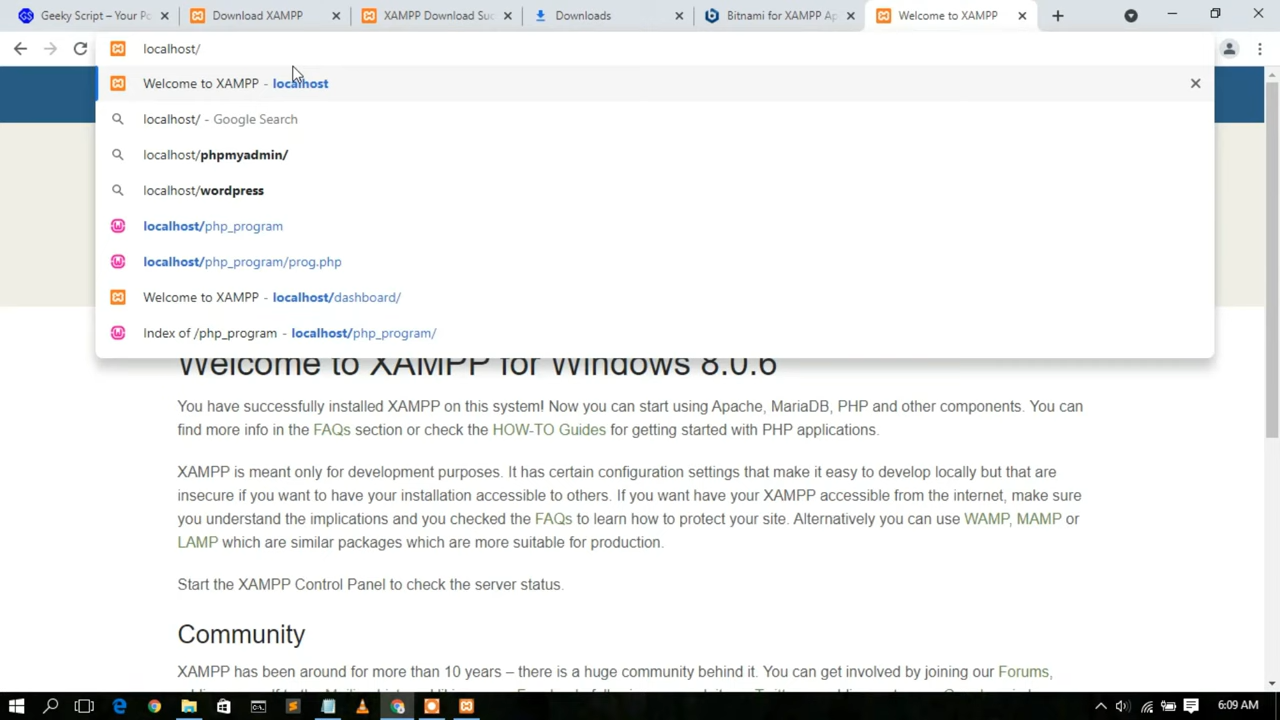 Geeky Script – Your Po
Download XAMPP
XAMPP Download Suc
Downloads
Bitnami for XAMPP Ap
Welcome to XAMPP
localhost/
Welcome to XAMPP - localhost
localhost/ - Google Search
localhost/phpmyadmin/
localhost/wordpress
localhost/php_program
localhost/php_program/prog.php
Welcome to XAMPP - localhost/dashboard/
Index of /php_program - localhost/php_program/
Welcome to XAMPP for Windows 8.0.6
You have successfully installed XAMPP on this system! Now you can start using Apache, MariaDB, PHP and other components. You can
find more info in the FAQs section or check the HOW-TO Guides for getting started with PHP applications.
XAMPP is meant only for development purposes. It has certain configuration settings that make it easy to develop locally but that are
insecure if you want to have your installation accessible to others. If you want have your XAMPP accessible from the internet, make sure
you understand the implications and you checked the FAQs to learn how to protect your site. Alternatively you can use WAMP, MAMP or
LAMP which are similar packages which are more suitable for production.
Start the XAMPP Control Panel to check the server status.
Community
XAMPP has been around for more than 10 years – there is a huge community behind it. You can get involved by joining our Forums,
6:09 AM